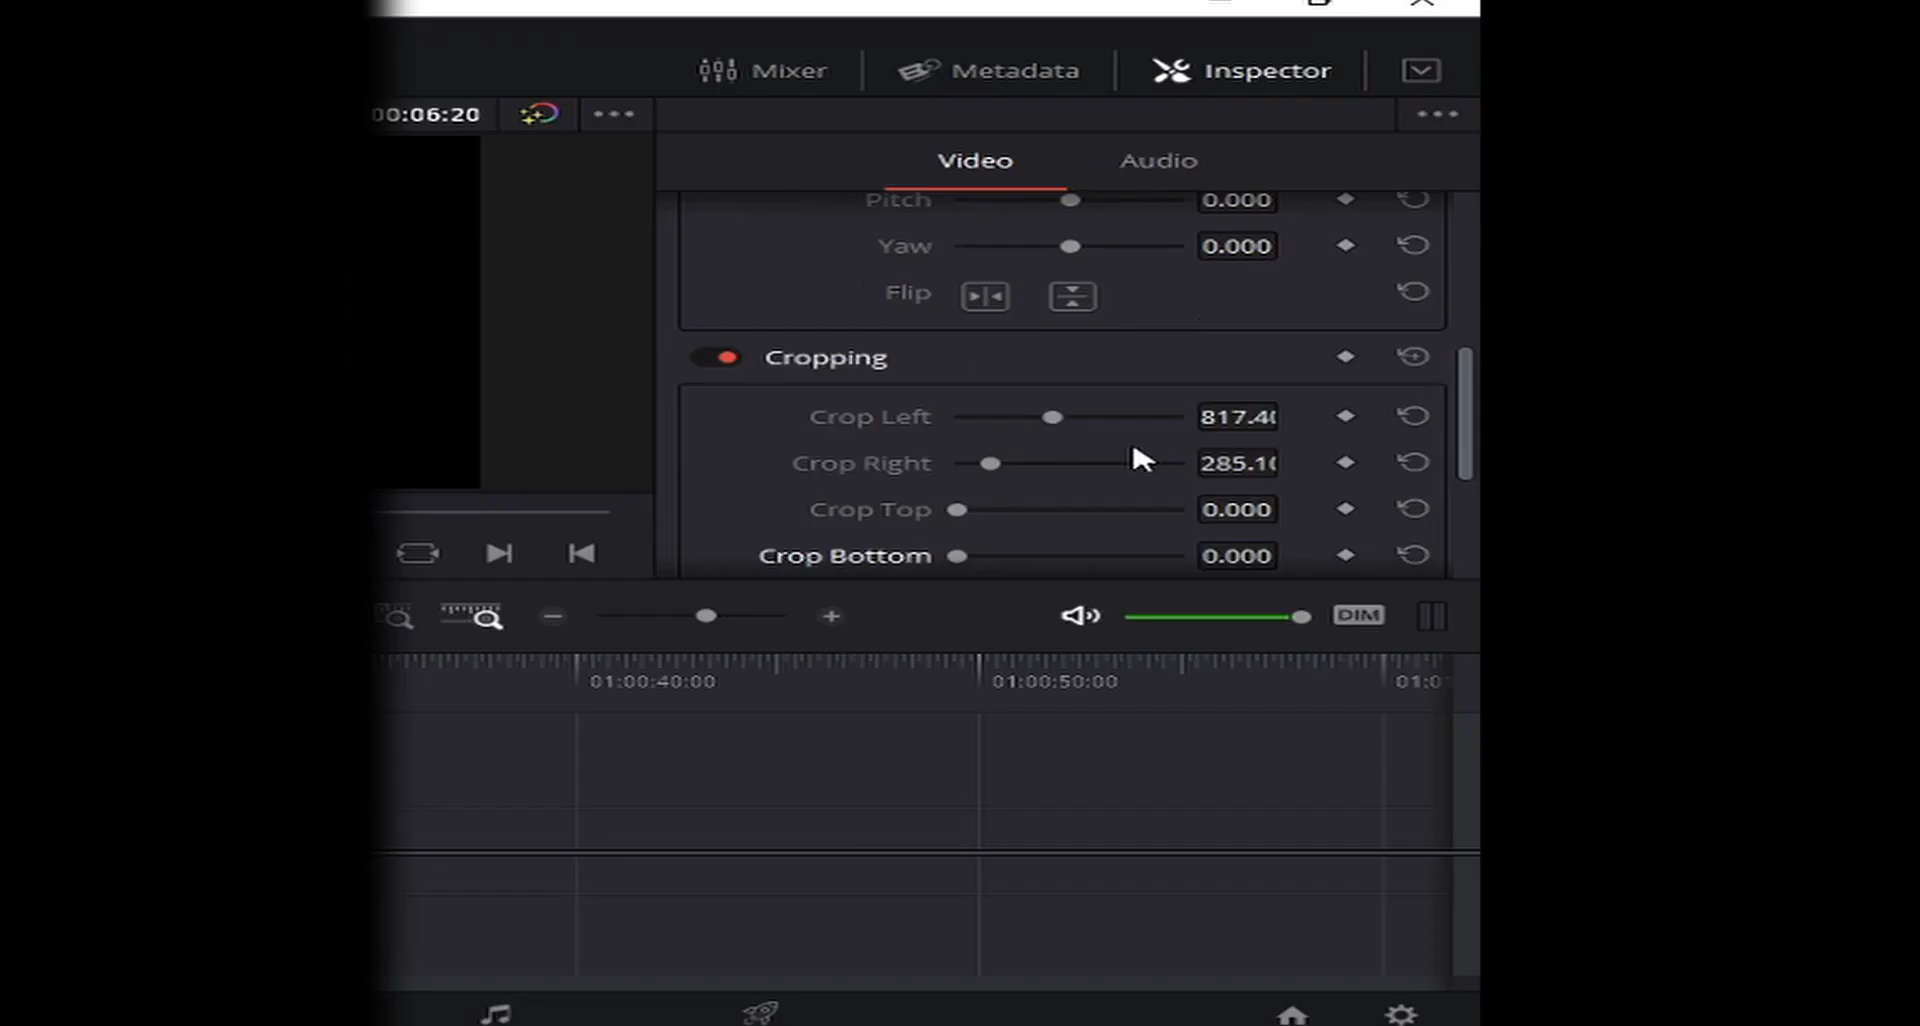 Mixer Metadata Inspector
00:06:20
Video Audio
Pitch 0.000
Yaw 0.000
Flip
Cropping
Crop Left 817.4
Crop Right 285.1
Crop Top 0.000
Crop Bottom 0.000
DIM
01:00:40:00 01:00:50:00 01:0